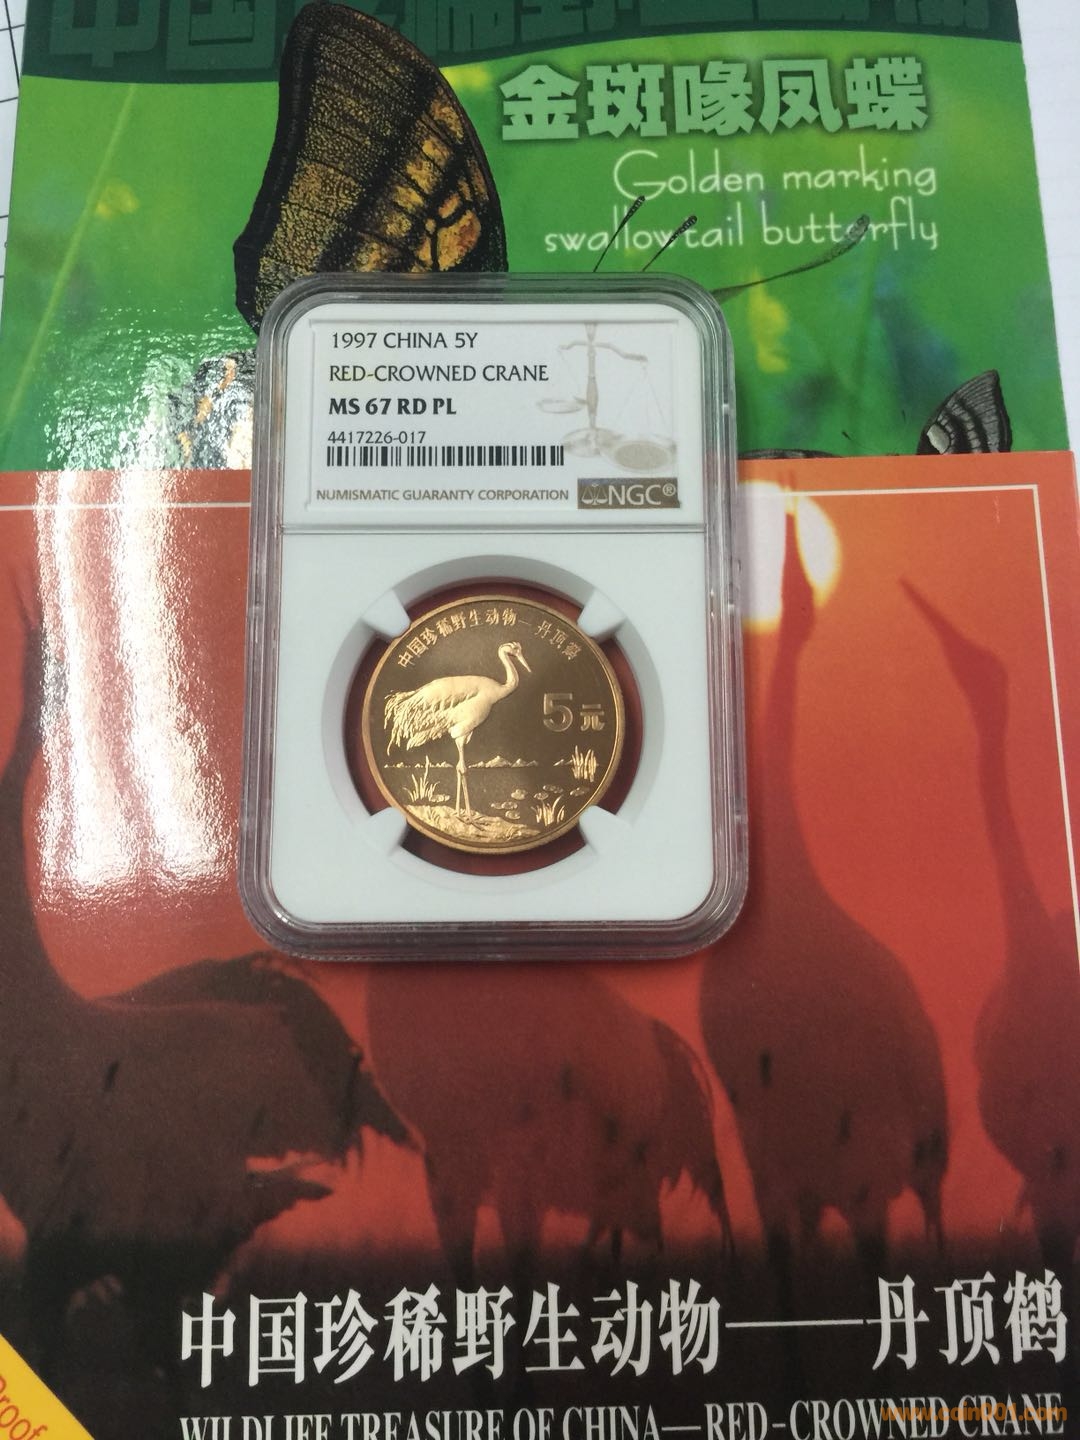 金斑喙凤蝶
Golden marking
swallowtail butterfly
1997 CHINA 5Y
RED-CROWNED CRANE
MS 67 RD PL
4417226-017
NUMISMATIC GUARANTY CORPORATION
NGC®
中国珍稀野生动物—丹顶鹤
5元
中国珍稀野生动物——丹顶鹤
WILDLIFE TREASURE OF CHINA—RED-CROWNED CRANE
Proof
www.coin001.com